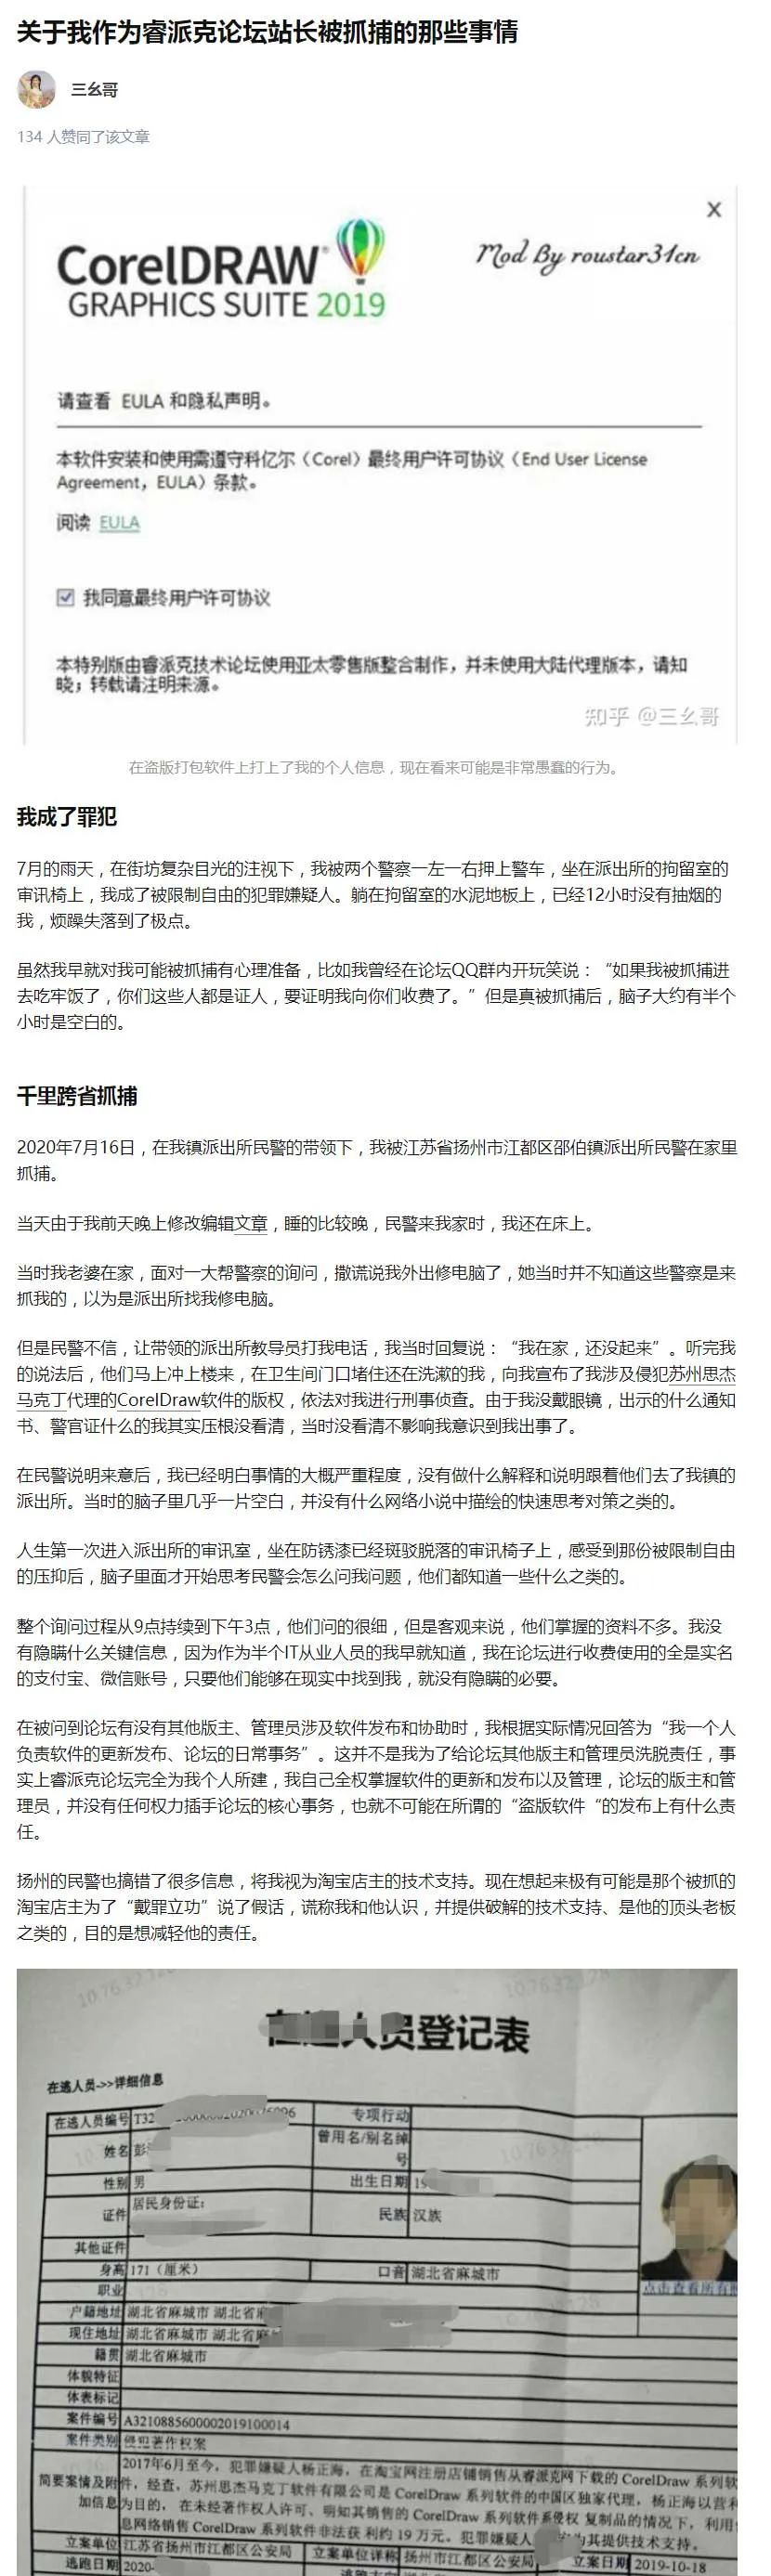 关于我作为睿派克论坛站长被抓捕的那些事情
三幺哥
134 人赞同了该文章
X
CorelDRAW®
GRAPHICS SUITE 2019
Mod By roustar31cn
请查看 EULA 和隐私声明。
本软件安装和使用需遵守科亿尔（Corel）最终用户许可协议（End User License
Agreement，EULA）条款。
阅读 EULA
我同意最终用户许可协议
本特别版由睿派克技术论坛使用亚太零售版整合制作，并未使用大陆代理版本，请知
晓；转载请注明来源。
知乎 @三幺哥
在盗版打包软件上打上了我的个人信息，现在看来可能是非常愚蠢的行为。
我成了罪犯
7月的雨天，在街坊复杂目光的注视下，我被两个警察一左一右押上警车，坐在派出所的拘留室的
审讯椅上，我成了被限制自由的犯罪嫌疑人。躺在拘留室的水泥地板上，已经12小时没有抽烟的
我，烦躁失落到了极点。
虽然我早就对我可能被抓捕有心理准备，比如我曾经在论坛QQ群内开玩笑说：“如果我被抓捕进
去吃牢饭了，你们这些人都是证人，要证明我向你们收费了。”但是真被抓捕后，脑子大约有半个
小时是空白的。
千里跨省抓捕
2020年7月16日，在我镇派出所民警的带领下，我被江苏省扬州市江都区邵伯镇派出所民警在家里
抓捕。
当天由于我前天晚上修改编辑文章，睡的比较晚，民警来我家时，我还在床上。
当时我老婆在家，面对一大帮警察的询问，撒谎说我外出修电脑了，她当时并不知道这些警察是来
抓我的，以为是派出所找我修电脑。
但是民警不信，让带领的派出所教导员打我电话，我当时回复说：“我在家，还没起来”。听完我
的说法后，他们马上冲上楼来，在卫生间门口堵住还在洗漱的我，向我宣布了我涉及侵犯苏州思杰
马克丁代理的CorelDraw软件的版权，依法对我进行刑事侦查。由于我没戴眼镜，出示的什么通知
书、警官证什么的我其实压根没看清，当时没看清不影响我意识到我出事了。
在民警说明来意后，我已经明白事情的大概严重程度，没有做什么解释和说明跟着他们去了我镇的
派出所。当时的脑子里几乎一片空白，并没有什么网络小说中描绘的快速思考对策之类的。
人生第一次进入派出所的审讯室，坐在防锈漆已经斑驳脱落的审讯椅子上，感受到那份被限制自由
的压抑后，脑子里面才开始思考民警会怎么问我问题，他们都知道一些什么之类的。
整个询问过程从9点持续到下午3点，他们问的很细，但是客观来说，他们掌握的资料不多。我没
有隐瞒什么关键信息，因为作为半个IT从业人员的我早就知道，我在论坛进行收费使用的全是实名
的支付宝、微信账号，只要他们能够在现实中找到我，就没有隐瞒的必要。
在被问到论坛有没有其他版主、管理员涉及软件发布和协助时，我根据实际情况回答为“我一个人
负责软件的更新发布、论坛的日常事务”。这并不是我为了给论坛其他版主和管理员洗脱责任，事
实上睿派克论坛完全为我个人所建，我自己全权掌握软件的更新和发布以及管理，论坛的版主和管
理员，并没有任何权力插手论坛的核心事务，也就不可能在所谓的“盗版软件“的发布上有什么责
任。
扬州的民警也搞错了很多信息，将我视为淘宝店主的技术支持。现在想起来极有可能是那个被抓的
淘宝店主为了“戴罪立功”说了假话，谎称我和他认识，并提供破解的技术支持、是他的顶头老板
之类的，目的是想减轻他的责任。
人员登记表
在逃人员->>详细信息
在逃人员编号 T32
专项行动
姓名 彭
曾用名/别名绰
号
性别 男
出生日期 19
证件 居民身份证：
民族 汉族
其他证件
身高 171（厘米）
口音 湖北省麻城市
职业
点击查看所有
户籍地址 湖北省麻城市 湖北省
现住地址 湖北省麻城市 湖北省
籍贯 湖北省麻城市
体貌特征
体表标记
案件编号 A3210885600002019100014
案件类别 侵犯著作权案
简要案情及附
加信息
2017年6月至今，犯罪嫌疑人杨正海，在淘宝网注册店铺销售从睿派克网下载的 CorelDraw 系列软
件，经查，苏州思杰马克丁软件有限公司是 CorelDraw 系列软件的中国区独家代理，杨正海以营利
为目的，在未经著作权人许可、明知其销售的 CorelDraw 系列软件系侵权复制品的情况下，利用
息网络销售 CorelDraw 系列软件非法获利约 19 万元。犯罪嫌疑人 为其提供技术支持。
立案单位 江苏省扬州市江都区公安局
立案单位详称 扬州市江都区公安局
立案日期 2019-10-18
逃跑日期 2020-